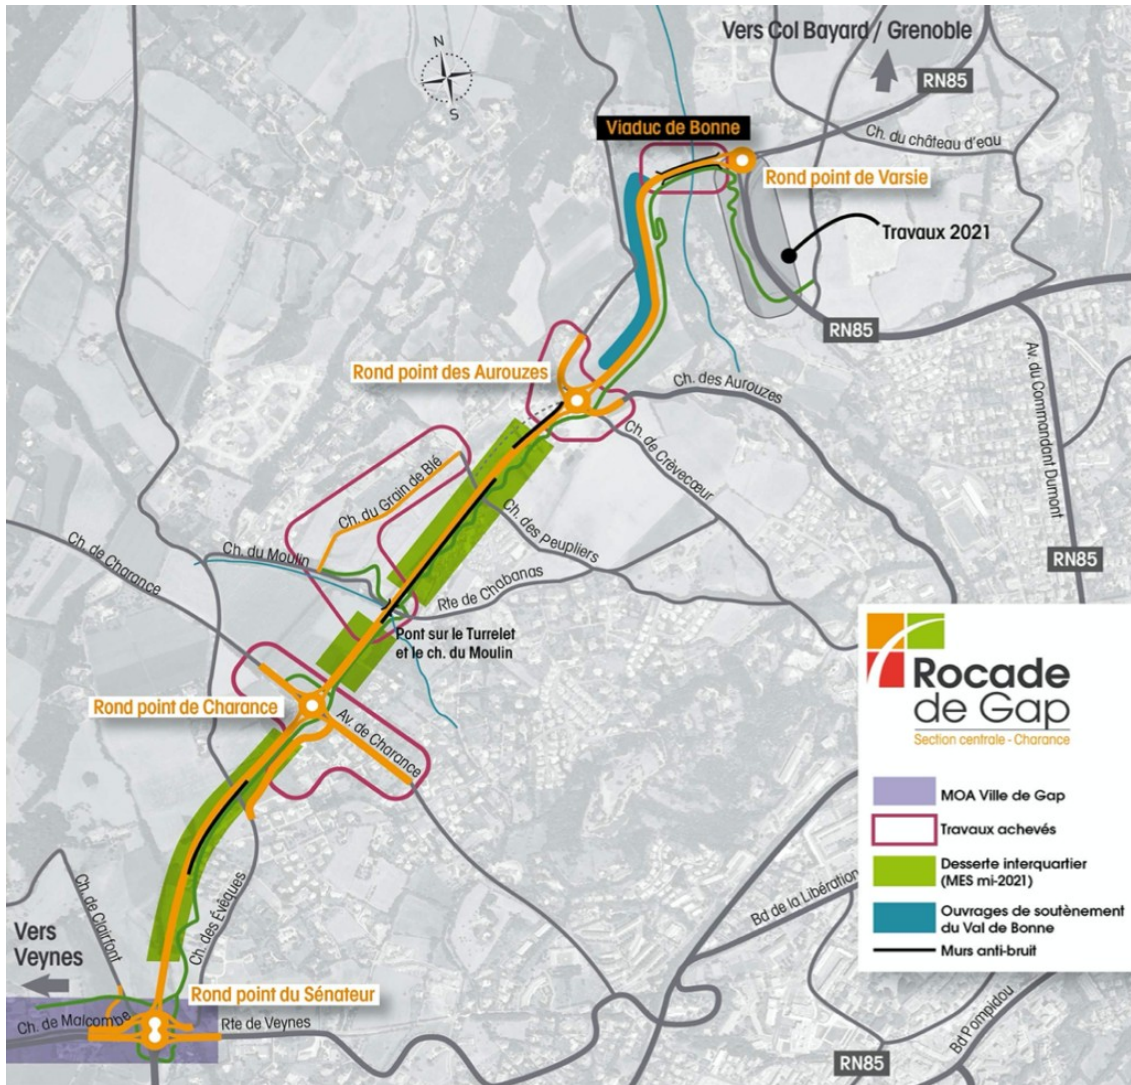 Vers Col Bayard / Grenoble
RN85
N
S
Viaduc de Bonne
Ch. du château d'eau
Rond point de Varsie
Travaux 2021
RN85
Rond point des Aurouzes
Ch. des Aurouzes
Av. du Commandant Dumont
Ch. de Crèvecœur
Ch. du Grain de Blé
Ch. des Peupliers
Ch. de Charance
Ch. du Moulin
Rte de Chabanas
RN85
Pont sur le Turrelet
et le ch. du Moulin
Rond point de Charance
Av. de Charance
Rocade
de Gap
Section centrale - Charance
MOA Ville de Gap
Travaux achevés
Desserte interquartier
(MES mi-2021)
Ouvrages de soutènement
du Val de Bonne
Murs anti-bruit
Bd de la Libération
Ch. de Clairfont
Ch. des Évêques
Vers
Veynes
Rond point du Sénateur
Ch. de Malcombe
Rte de Veynes
Bd Pompidou
RN85